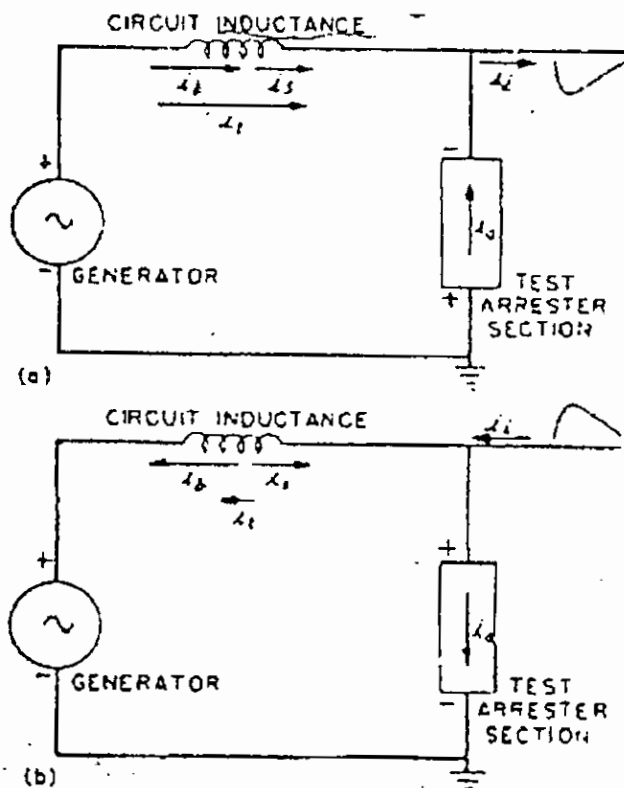 CIRCUIT INDUCTANCE
+
-
-
+
GENERATOR
TEST
ARRESTER
SECTION
(a)
CIRCUIT INDUCTANCE
+
-
+
-
GENERATOR
TEST
ARRESTER
SECTION
(b)